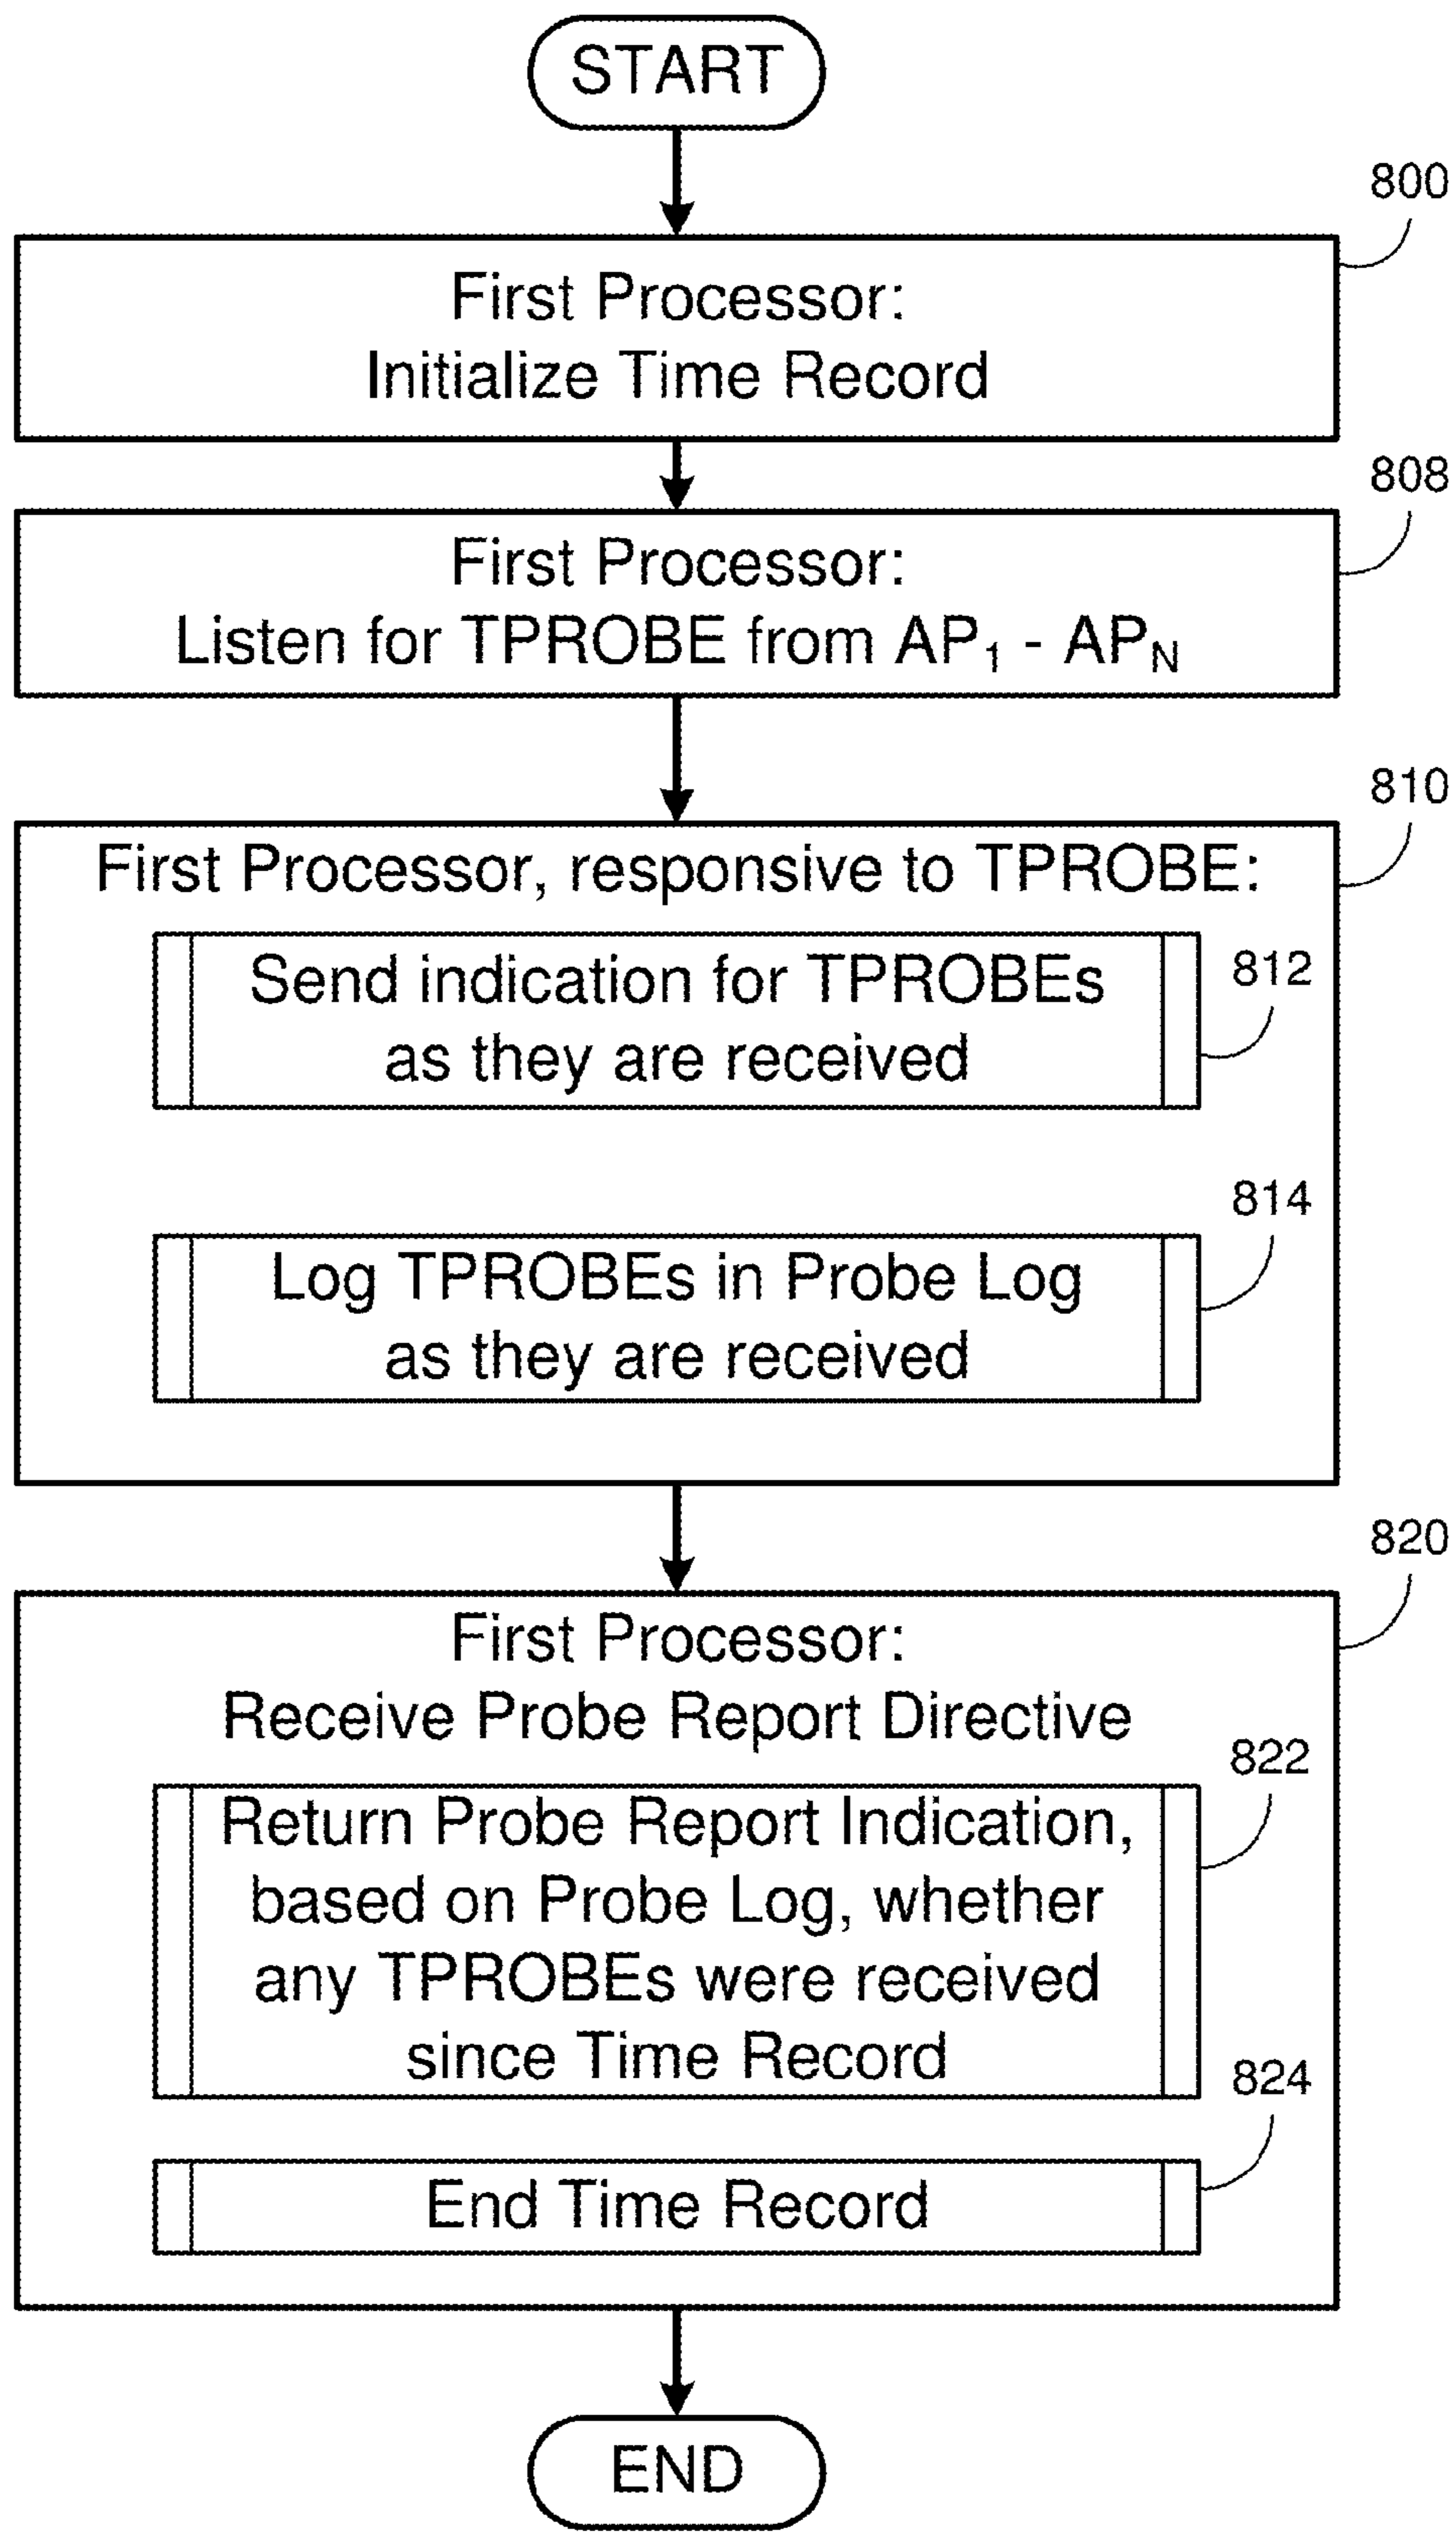 START
800
First Processor:
Initialize Time Record
808
First Processor:
Listen for TPROBE from AP₁ - AP_N
810
First Processor, responsive to TPROBE:
Send indication for TPROBEs
as they are received
812
814
Log TPROBEs in Probe Log
as they are received
820
First Processor:
Receive Probe Report Directive
822
Return Probe Report Indication,
based on Probe Log, whether
any TPROBEs were received
since Time Record
824
End Time Record
END